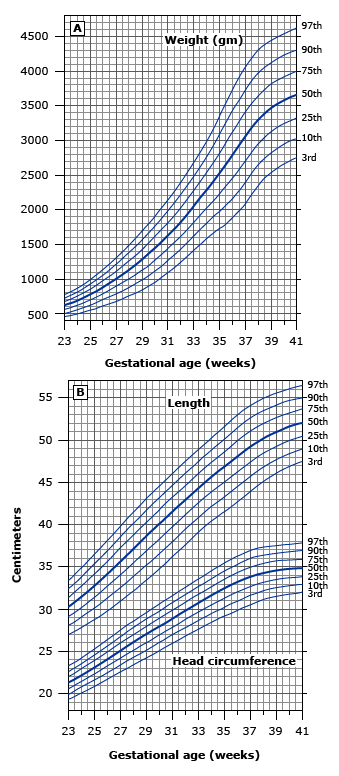 A
Weight (gm)
97th
90th
75th
50th
25th
10th
3rd
4500
4000
3500
3000
2500
2000
1500
1000
500
23 25 27 29 31 33 35 37 39 41
Gestational age (weeks)
B
Length
97th
90th
75th
50th
25th
10th
3rd
55
50
45
40
35
30
25
20
Centimeters
97th
90th
75th
50th
25th
10th
3rd
Head circumference
23 25 27 29 31 33 35 37 39 41
Gestational age (weeks)